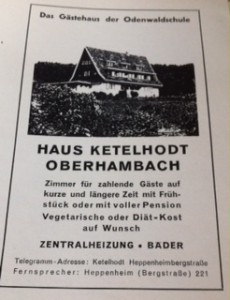 Das Gästehaus der Odenwaldschule
HAUS KETELHODT
OBERHAMBACH
Zimmer für zahlende Gäste auf
kurze und längere Zeit mit Früh-
stück oder mit voller Pension
Vegetarische oder Diät-Kost
auf Wunsch
ZENTRALHEIZUNG • BADER
Telegramm-Adresse: Ketelhodt Heppenheimbergstraße
Fernsprecher: Heppenheim (Bergstraße) 221